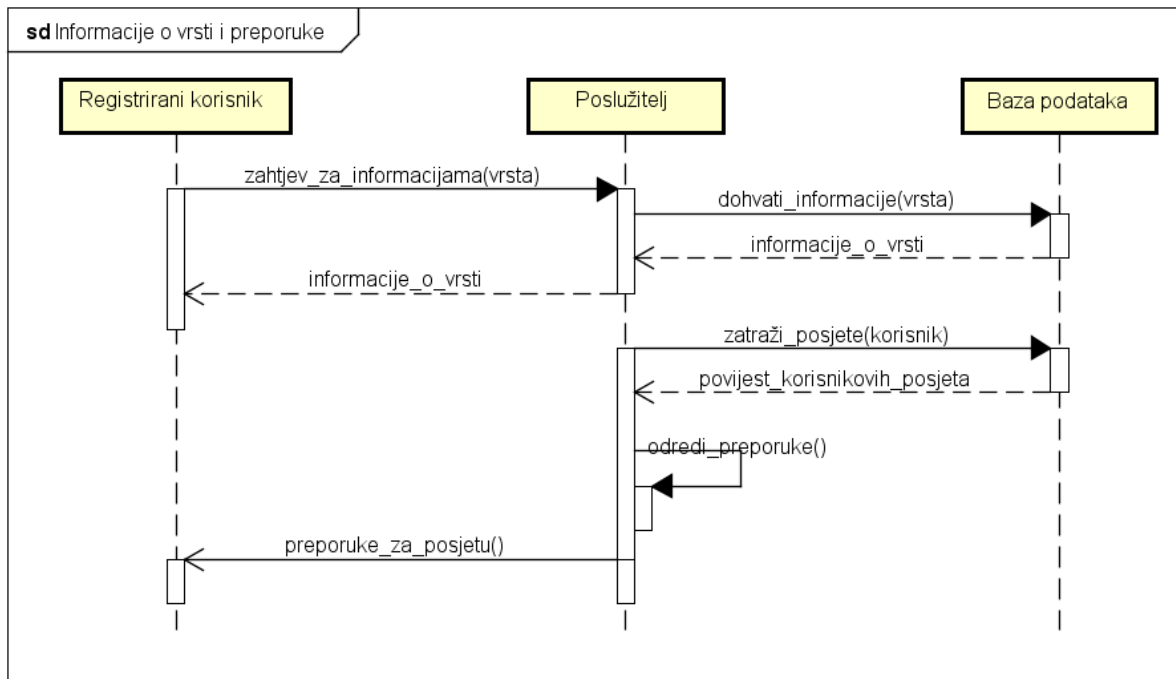 sd Informacije o vrsti i preporuke
Registrirani korisnik
Poslužitelj
Baza podataka
zahtjev_za_informacijama(vrsta)
dohvati_informacije(vrsta)
informacije_o_vrsti
informacije_o_vrsti
zatraži_posjete(korisnik)
povijest_korisnikovih_posjeta
odredi_preporuke()
preporuke_za_posjetu()